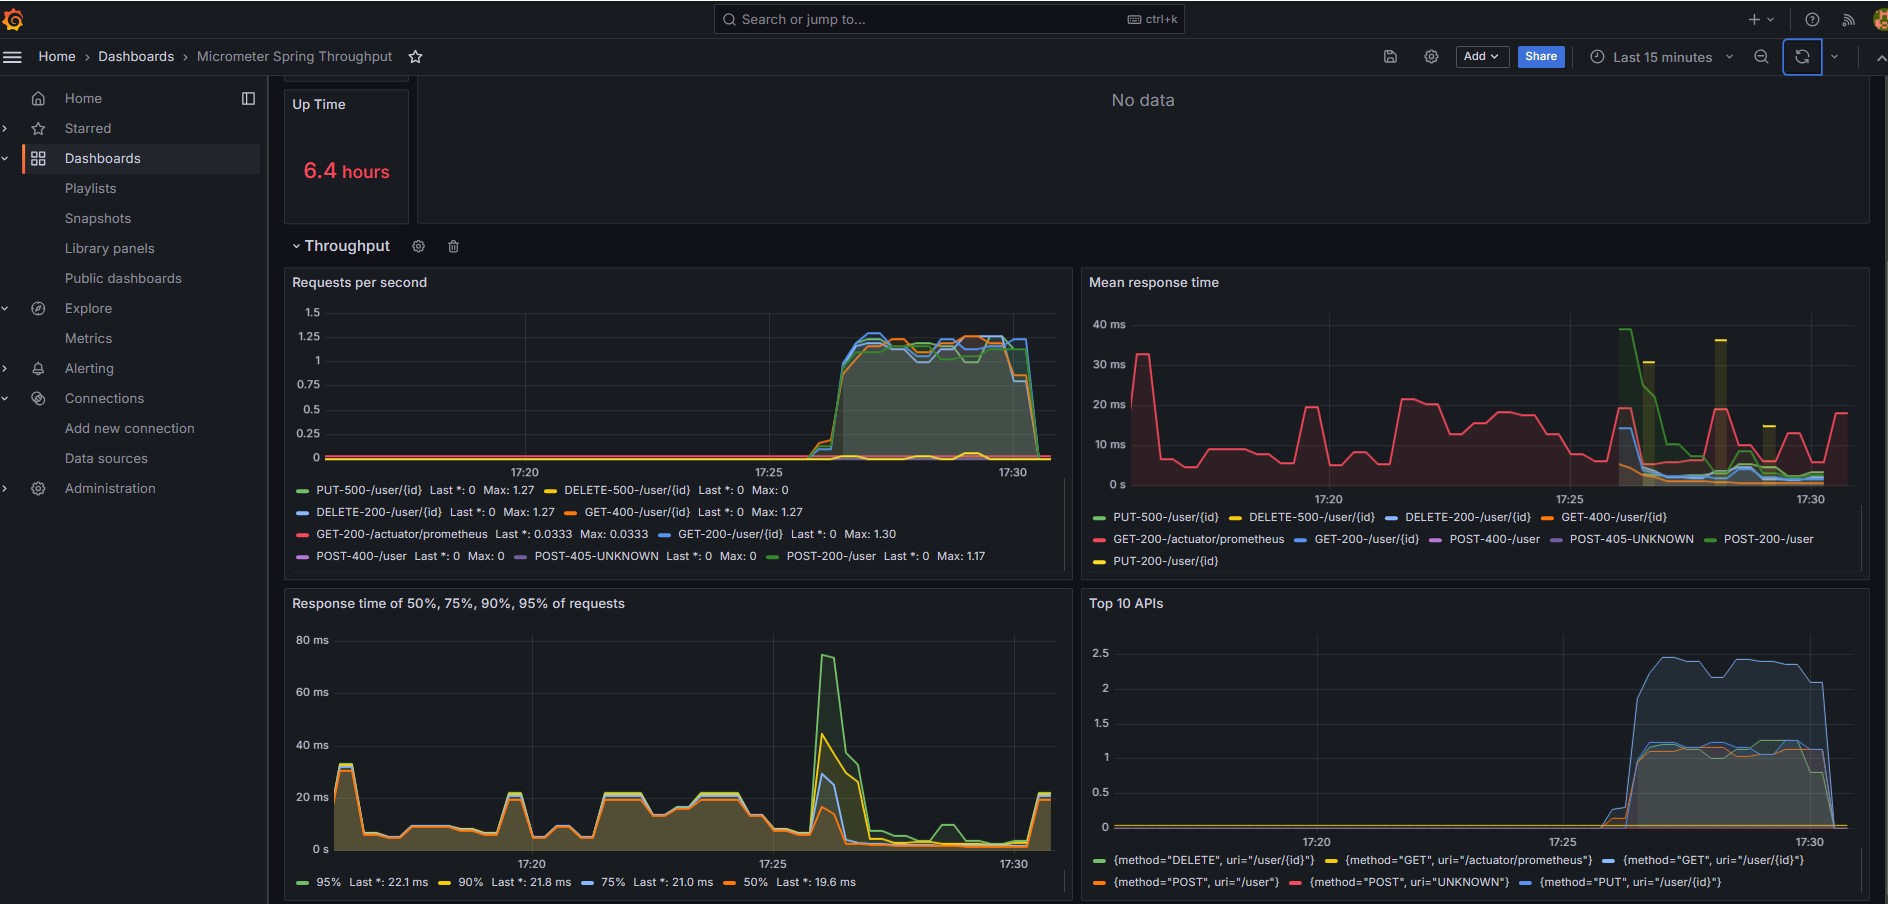 Search or jump to... ctrl+k
Home › Dashboards › Micrometer Spring Throughput
Add Share Last 15 minutes
Home
Starred
Dashboards
Playlists
Snapshots
Library panels
Public dashboards
Explore
Metrics
Alerting
Connections
Add new connection
Data sources
Administration
Up Time
6.4 hours
No data
Throughput
Requests per second
1.5
1.25
1
0.75
0.5
0.25
0
17:20 17:25 17:30
PUT-500-/user/{id} Last *: 0 Max: 1.27 DELETE-500-/user/{id} Last *: 0 Max: 0
DELETE-200-/user/{id} Last *: 0 Max: 1.27 GET-400-/user/{id} Last *: 0 Max: 1.27
GET-200-/actuator/prometheus Last *: 0.0333 Max: 0.0333 GET-200-/user/{id} Last *: 0 Max: 1.30
POST-400-/user Last *: 0 Max: 0 POST-405-UNKNOWN Last *: 0 Max: 0 POST-200-/user Last *: 0 Max: 1.17
Mean response time
40 ms
30 ms
20 ms
10 ms
0 s
17:20 17:25 17:30
PUT-500-/user/{id} DELETE-500-/user/{id} DELETE-200-/user/{id} GET-400-/user/{id}
GET-200-/actuator/prometheus GET-200-/user/{id} POST-400-/user POST-405-UNKNOWN POST-200-/user
PUT-200-/user/{id}
Response time of 50%, 75%, 90%, 95% of requests
80 ms
60 ms
40 ms
20 ms
0 s
17:20 17:25 17:30
95% Last *: 22.1 ms 90% Last *: 21.8 ms 75% Last *: 21.0 ms 50% Last *: 19.6 ms
Top 10 APIs
2.5
2
1.5
1
0.5
0
17:20 17:25 17:30
{method="DELETE", uri="/user/{id}"} {method="GET", uri="/actuator/prometheus"} {method="GET", uri="/user/{id}"}
{method="POST", uri="/user"} {method="POST", uri="UNKNOWN"} {method="PUT", uri="/user/{id}"}